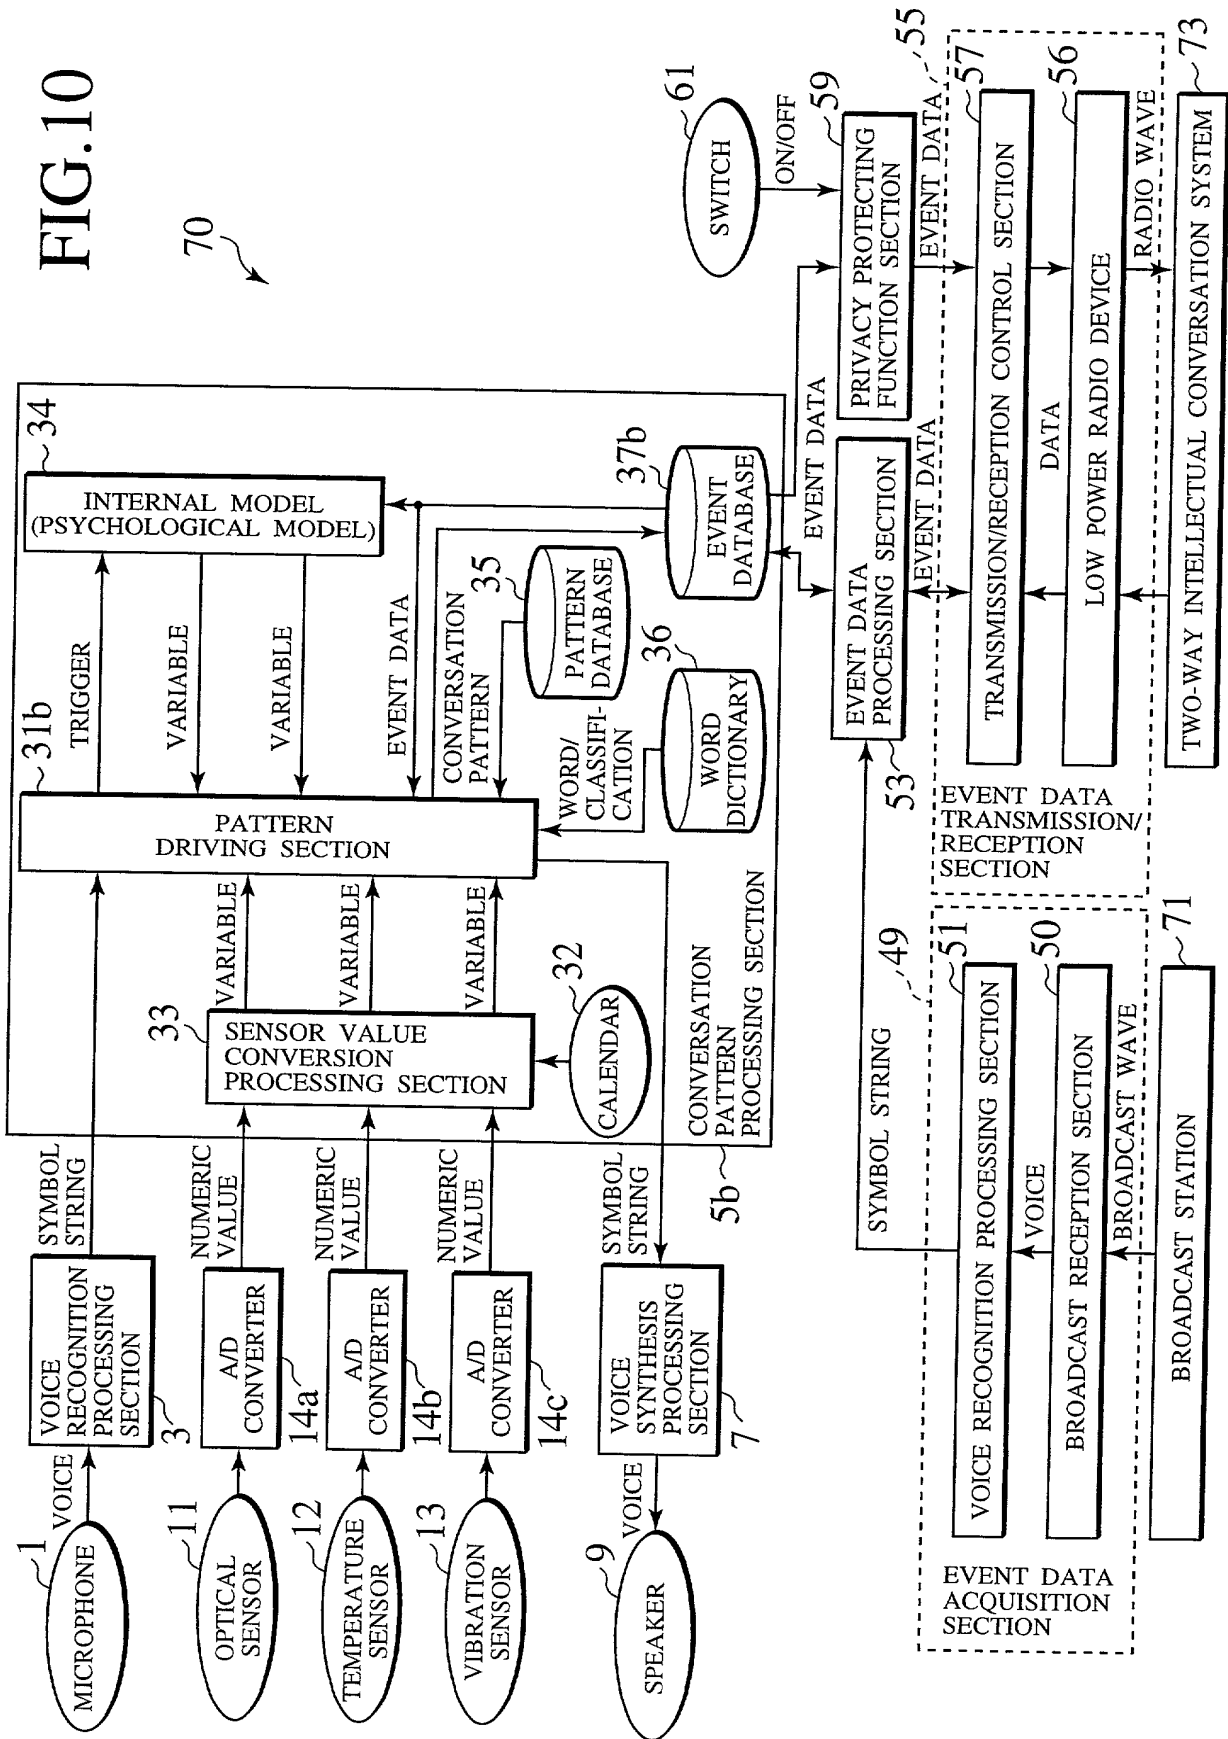 FIG.10
70
1
MICROPHONE
VOICE
VOICE
RECOGNITION
PROCESSING
SECTION
3
SYMBOL
STRING
11
OPTICAL
SENSOR
A/D
CONVERTER
14a
NUMERIC
VALUE
12
TEMPERATURE
SENSOR
A/D
CONVERTER
14b
NUMERIC
VALUE
13
VIBRATION
SENSOR
A/D
CONVERTER
14c
NUMERIC
VALUE
9
SPEAKER
VOICE
VOICE
SYNTHESIS
PROCESSING
SECTION
7
SYMBOL
STRING
5b
CONVERSATION
PATTERN
PROCESSING SECTION
33
SENSOR VALUE
CONVERSION
PROCESSING SECTION
32
CALENDAR
VARIABLE
VARIABLE
VARIABLE
31b
PATTERN
DRIVING SECTION
TRIGGER
VARIABLE
VARIABLE
EVENT DATA
CONVERSATION
PATTERN
WORD/
CLASSIFI-
CATION
34
INTERNAL MODEL
(PSYCHOLOGICAL MODEL)
35
PATTERN
DATABASE
36
WORD
DICTIONARY
37b
EVENT
DATABASE
61
SWITCH
ON/OFF
59
PRIVACY PROTECTING
FUNCTION SECTION
EVENT DATA
EVENT DATA
EVENT DATA
PROCESSING SECTION
53
EVENT DATA
SYMBOL STRING
55
57
TRANSMISSION/RECEPTION CONTROL SECTION
DATA
56
LOW POWER RADIO DEVICE
RADIO WAVE
EVENT DATA
TRANSMISSION/
RECEPTION
SECTION
73
TWO-WAY INTELLECTUAL CONVERSATION SYSTEM
49
51
VOICE RECOGNITION PROCESSING SECTION
VOICE
50
BROADCAST RECEPTION SECTION
BROADCAST WAVE
EVENT DATA
ACQUISITION
SECTION
71
BROADCAST STATION